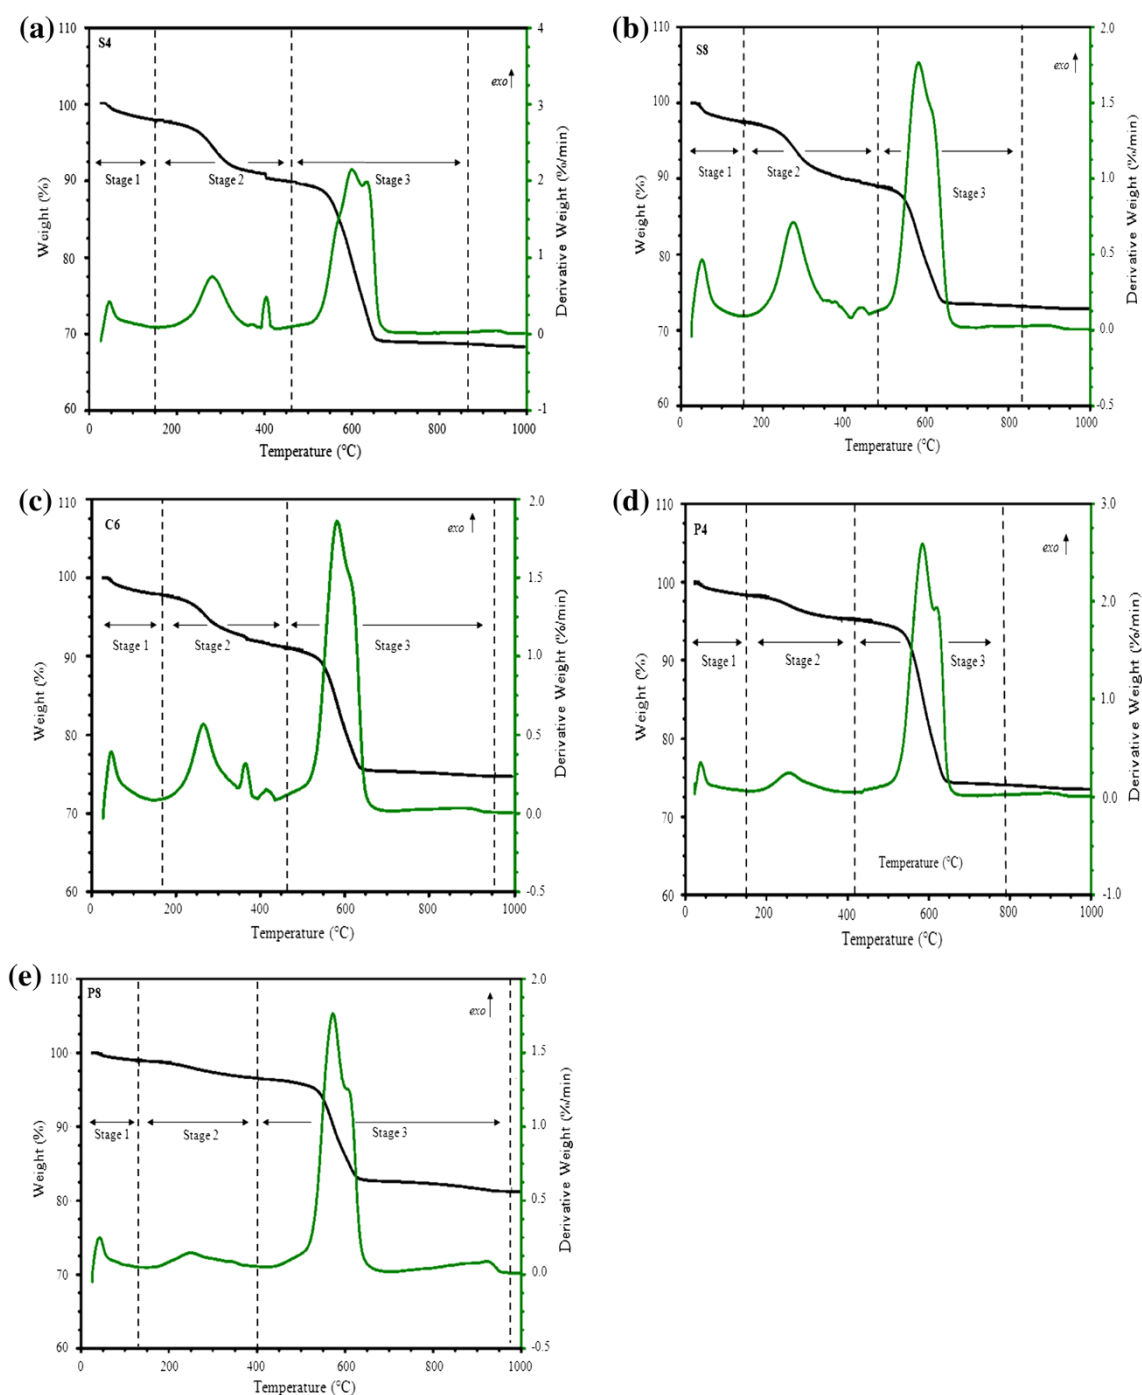 (a)
S4
exo
110
100
90
80
70
60
4
3
2
1
0
-1
Stage 1
Stage 2
Stage 3
Weight (%)
Derivative Weight (%/min)
0
200
400
600
800
1000
Temperature (°C)
(b)
S8
exo
110
100
90
80
70
60
2.0
1.5
1.0
0.5
0.0
-0.5
Stage 1
Stage 2
Stage 3
Weight (%)
Derivative Weight (%/min)
0
200
400
600
800
1000
Temperature (°C)
(c)
C6
exo
110
100
90
80
70
60
2.0
1.5
1.0
0.5
0.0
-0.5
Stage 1
Stage 2
Stage 3
Weight (%)
Derivative Weight (%/min)
0
200
400
600
800
1000
Temperature (°C)
(d)
P4
exo
110
100
90
80
70
60
3.0
2.0
1.0
0.0
-1.0
Stage 1
Stage 2
Stage 3
Weight (%)
Derivative Weight (%/min)
Temperature (°C)
0
200
400
600
800
1000
Temperature (°C)
(e)
P8
exo
110
100
90
80
70
60
2.0
1.5
1.0
0.5
0.0
-0.5
Stage 1
Stage 2
Stage 3
Weight (%)
Derivative Weight (%/min)
0
200
400
600
800
1000
Temperature (°C)